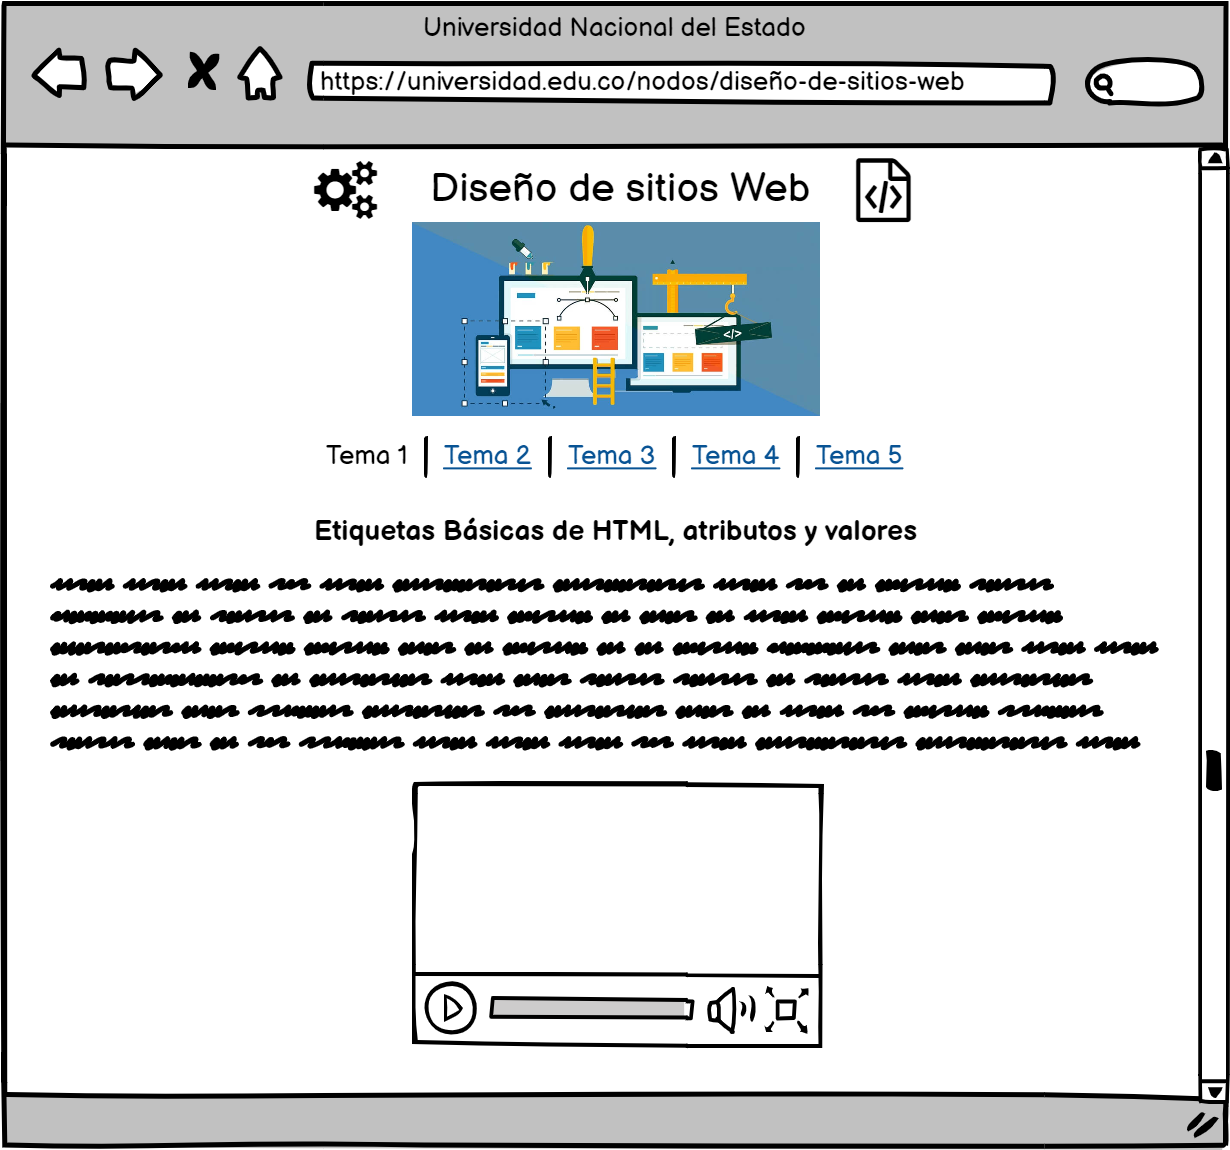 Universidad Nacional del Estado
https://universidad.edu.co/nodos/diseño-de-sitios-web
Diseño de sitios Web
</>
</>
Tema 1 Tema 2 Tema 3 Tema 4 Tema 5
Etiquetas Básicas de HTML, atributos y valores